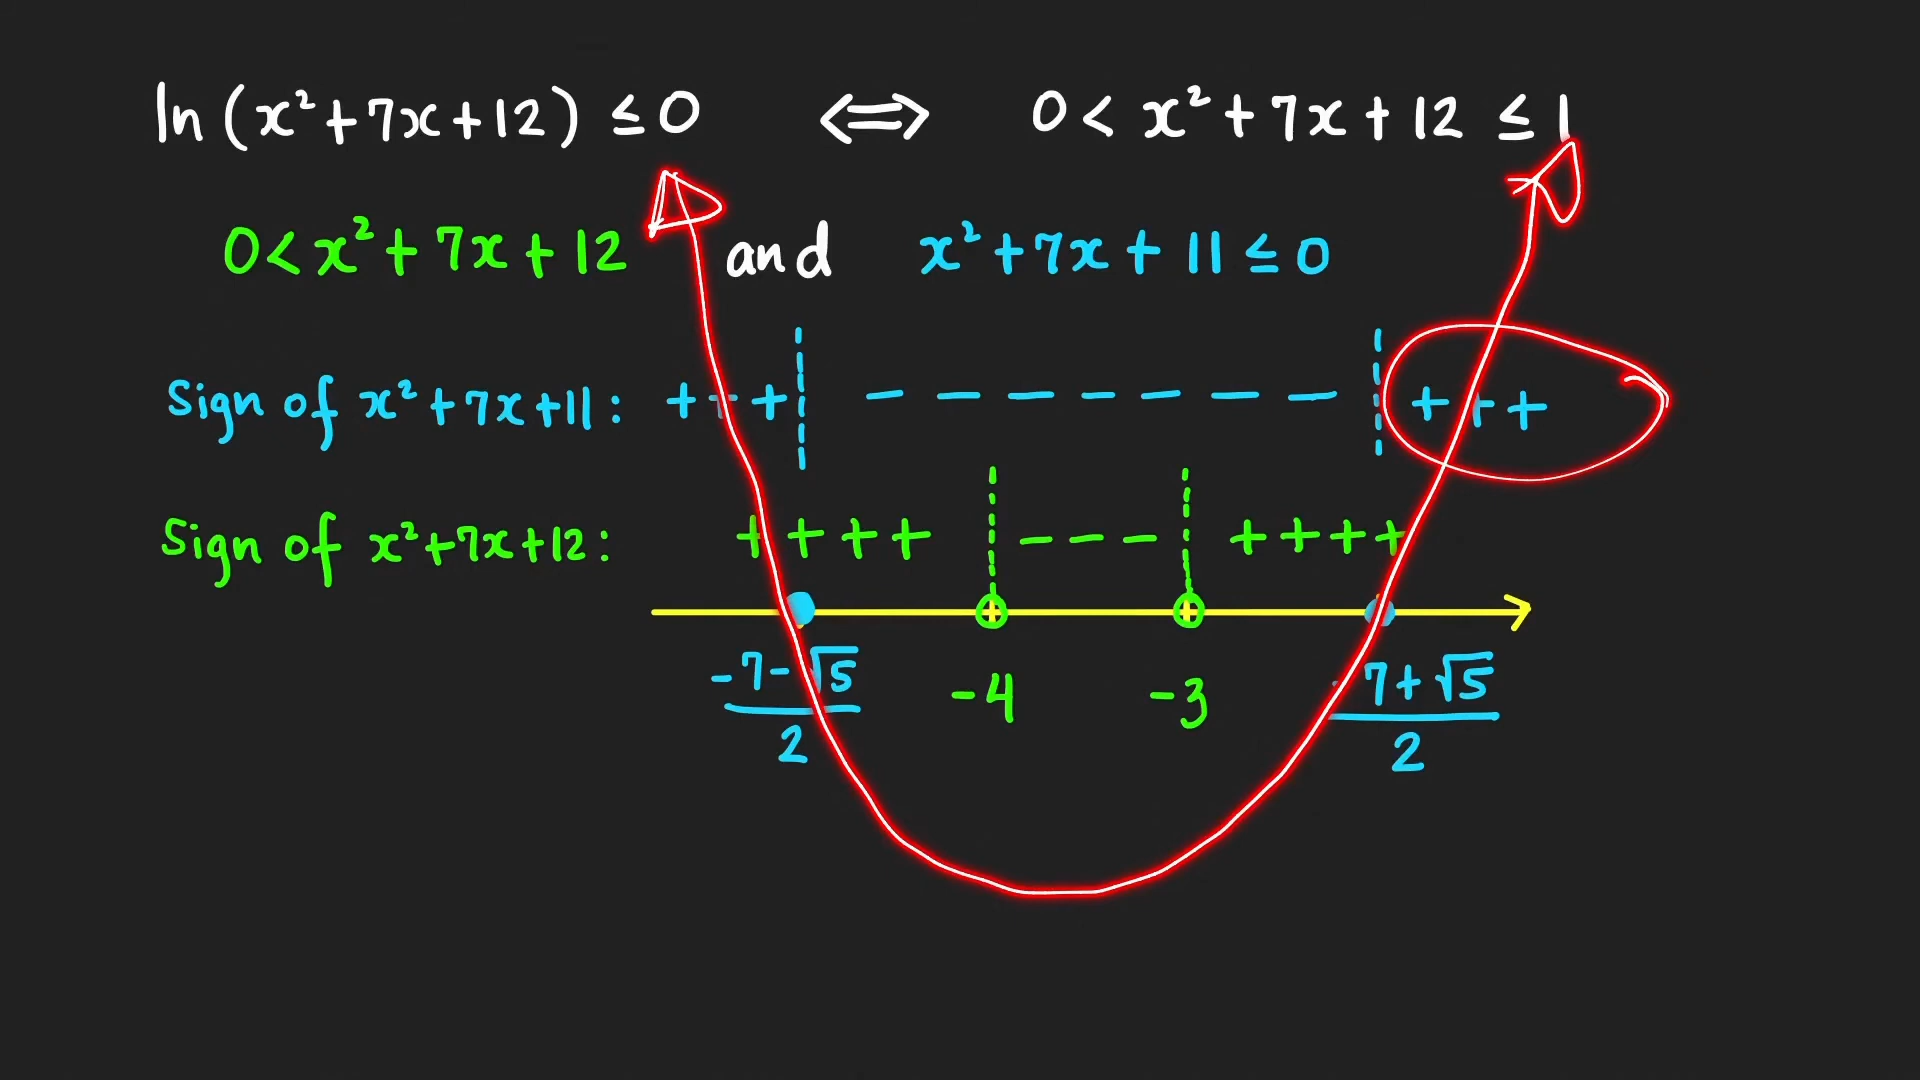 ln(x²+7x+12) ≤ 0 ⟺ 0 < x²+7x+12 ≤ 1
0 < x²+7x+12 and x²+7x+11 ≤ 0
Sign of x²+7x+11: + + + − − − − − − − + + +
Sign of x²+7x+12: + + + + − − − + + + +
(-7-√5)/2 -4 -3 (-7+√5)/2